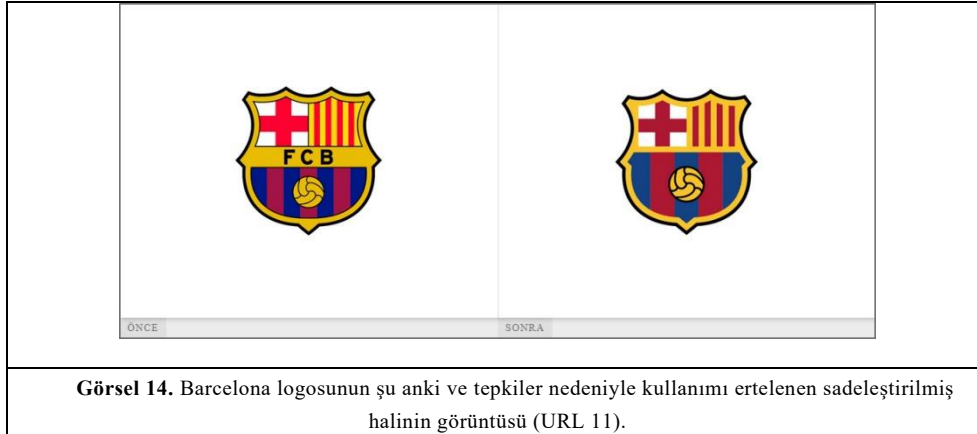 FCB
ÖNCE
SONRA
Görsel 14. Barcelona logosunun şu anki ve tepkiler nedeniyle kullanımı ertelenen sadeleştirilmiş
halinin görüntüsü (URL 11).